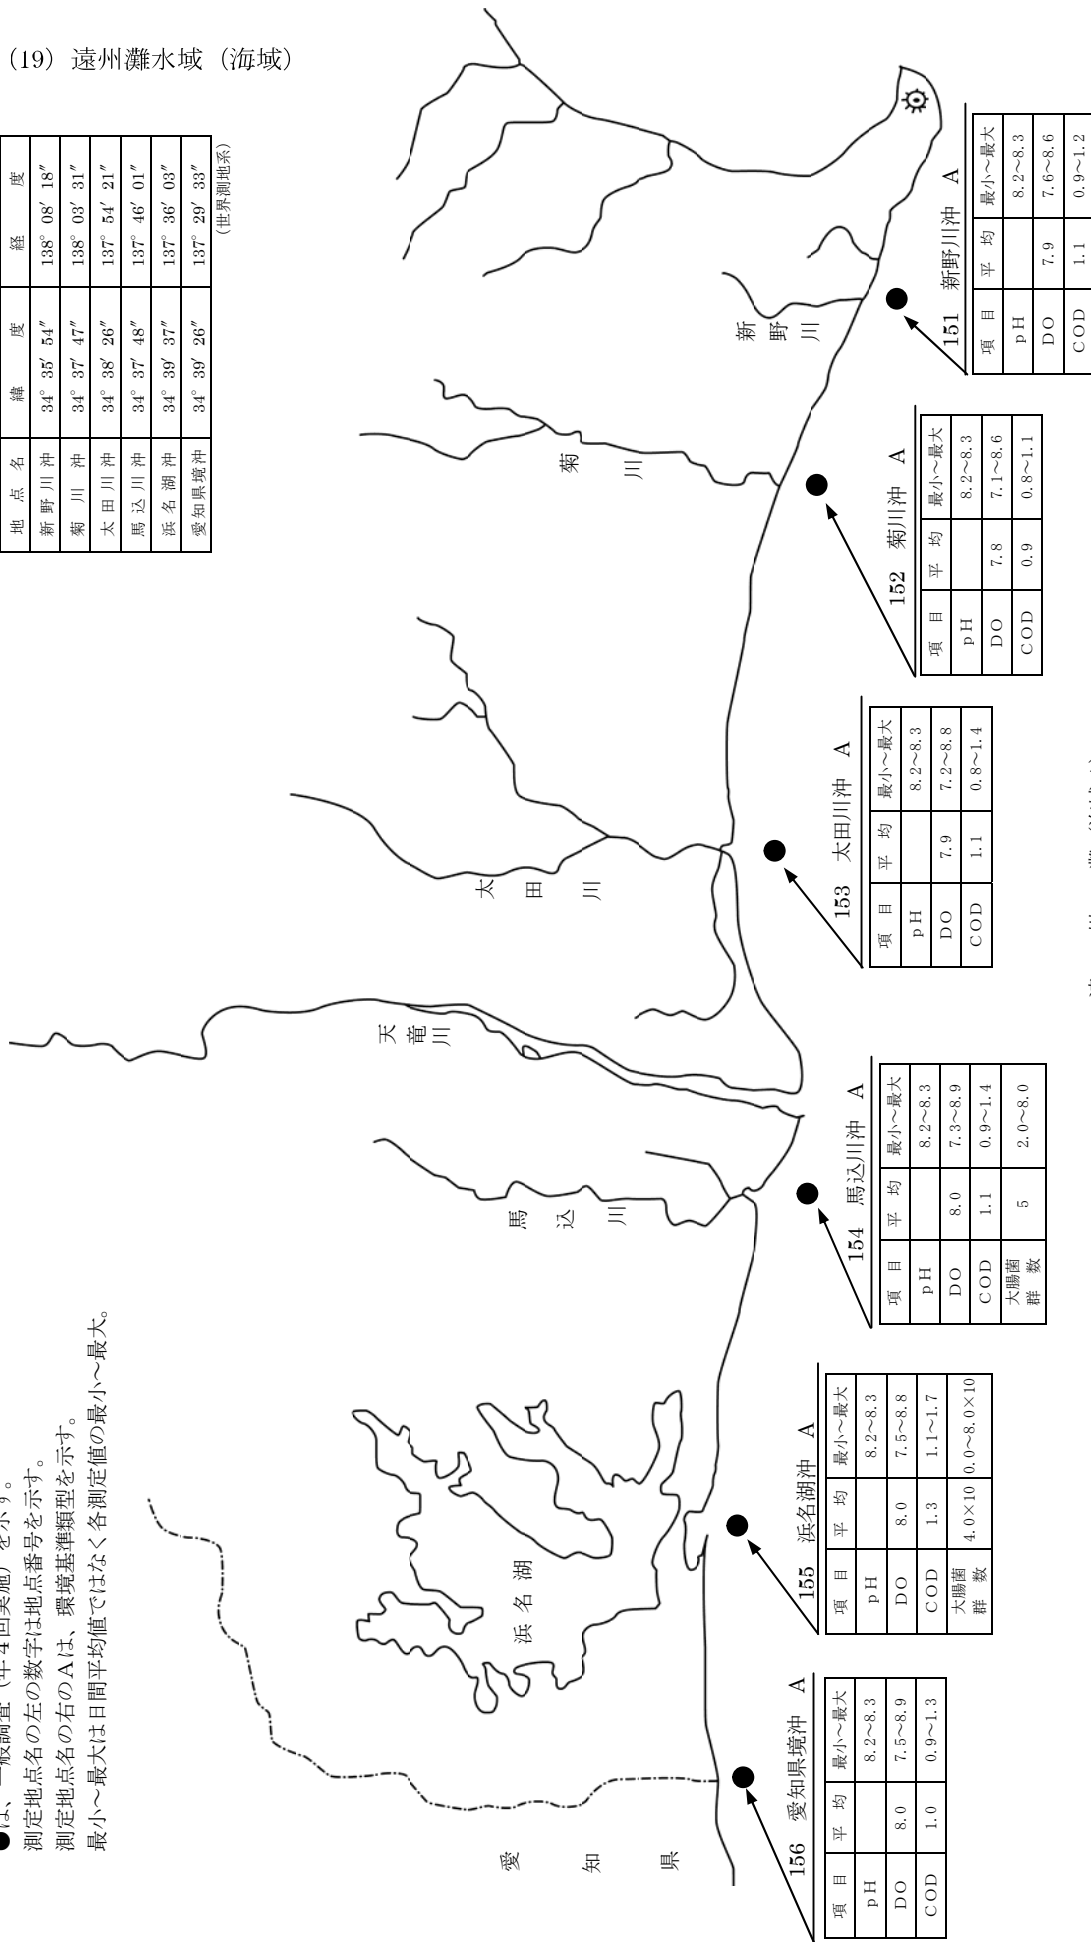 (19) 遠州灘水域（海域）
地 点 名 緯 度 経 度
新 野 川 沖 34° 35′ 54″ 138° 08′ 18″
菊 川 沖 34° 37′ 47″ 138° 03′ 31″
太 田 川 沖 34° 38′ 26″ 137° 54′ 21″
馬 込 川 沖 34° 37′ 48″ 137° 46′ 01″
浜 名 湖 沖 34° 39′ 37″ 137° 36′ 03″
愛知県境沖 34° 39′ 26″ 137° 29′ 33″
(世界測地系)
●は、一般調査（年4回実施）を示す。
測定地点名の左の数字は地点番号を示す。
測定地点名の右のAは、環境基準類型を示す。
最小～最大は日間平均値ではなく各測定値の最小～最大。
愛 知 県
浜 名 湖
馬 込 川
天 竜 川
太 田 川
菊 川
新 野 川
156 愛知県境沖 A
項 目 平 均 最小～最大
pH 8.2～8.3
DO 8.0 7.5～8.9
COD 1.0 0.9～1.3
155 浜名湖沖 A
項 目 平 均 最小～最大
pH 8.2～8.3
DO 8.0 7.5～8.8
COD 1.3 1.1～1.7
大腸菌
群 数 4.0×10 0.0～8.0×10
154 馬込川沖 A
項 目 平 均 最小～最大
pH 8.2～8.3
DO 8.0 7.3～8.9
COD 1.1 0.9～1.4
大腸菌
群 数 5 2.0～8.0
153 太田川沖 A
項 目 平 均 最小～最大
pH 8.2～8.3
DO 7.9 7.2～8.8
COD 1.1 0.8～1.4
152 菊川沖 A
項 目 平 均 最小～最大
pH 8.2～8.3
DO 7.8 7.1～8.6
COD 0.9 0.8～1.1
151 新野川沖 A
項 目 平 均 最小～最大
pH 8.2～8.3
DO 7.9 7.6～8.6
COD 1.1 0.9～1.2